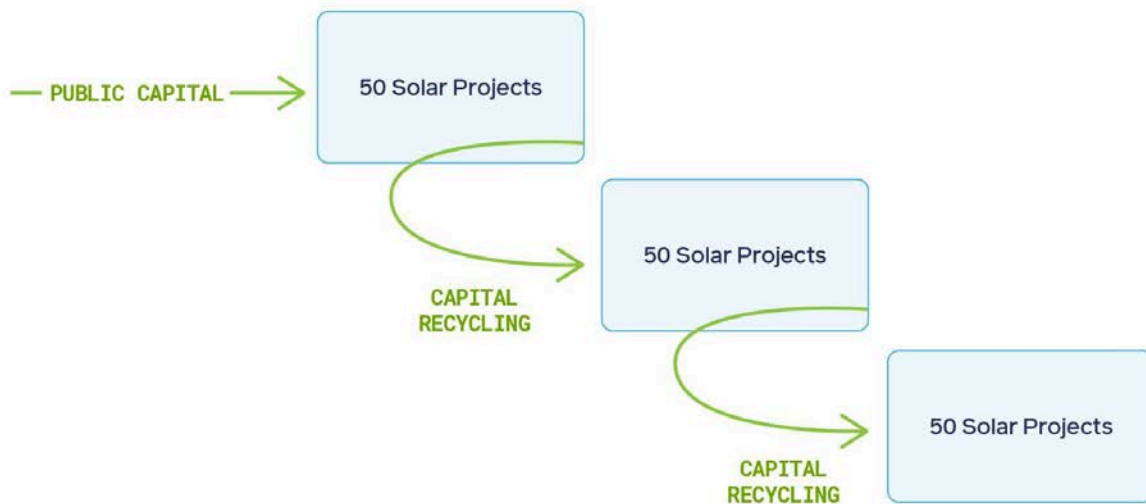 PUBLIC CAPITAL
50 Solar Projects
50 Solar Projects
CAPITAL
RECYCLING
50 Solar Projects
CAPITAL
RECYCLING